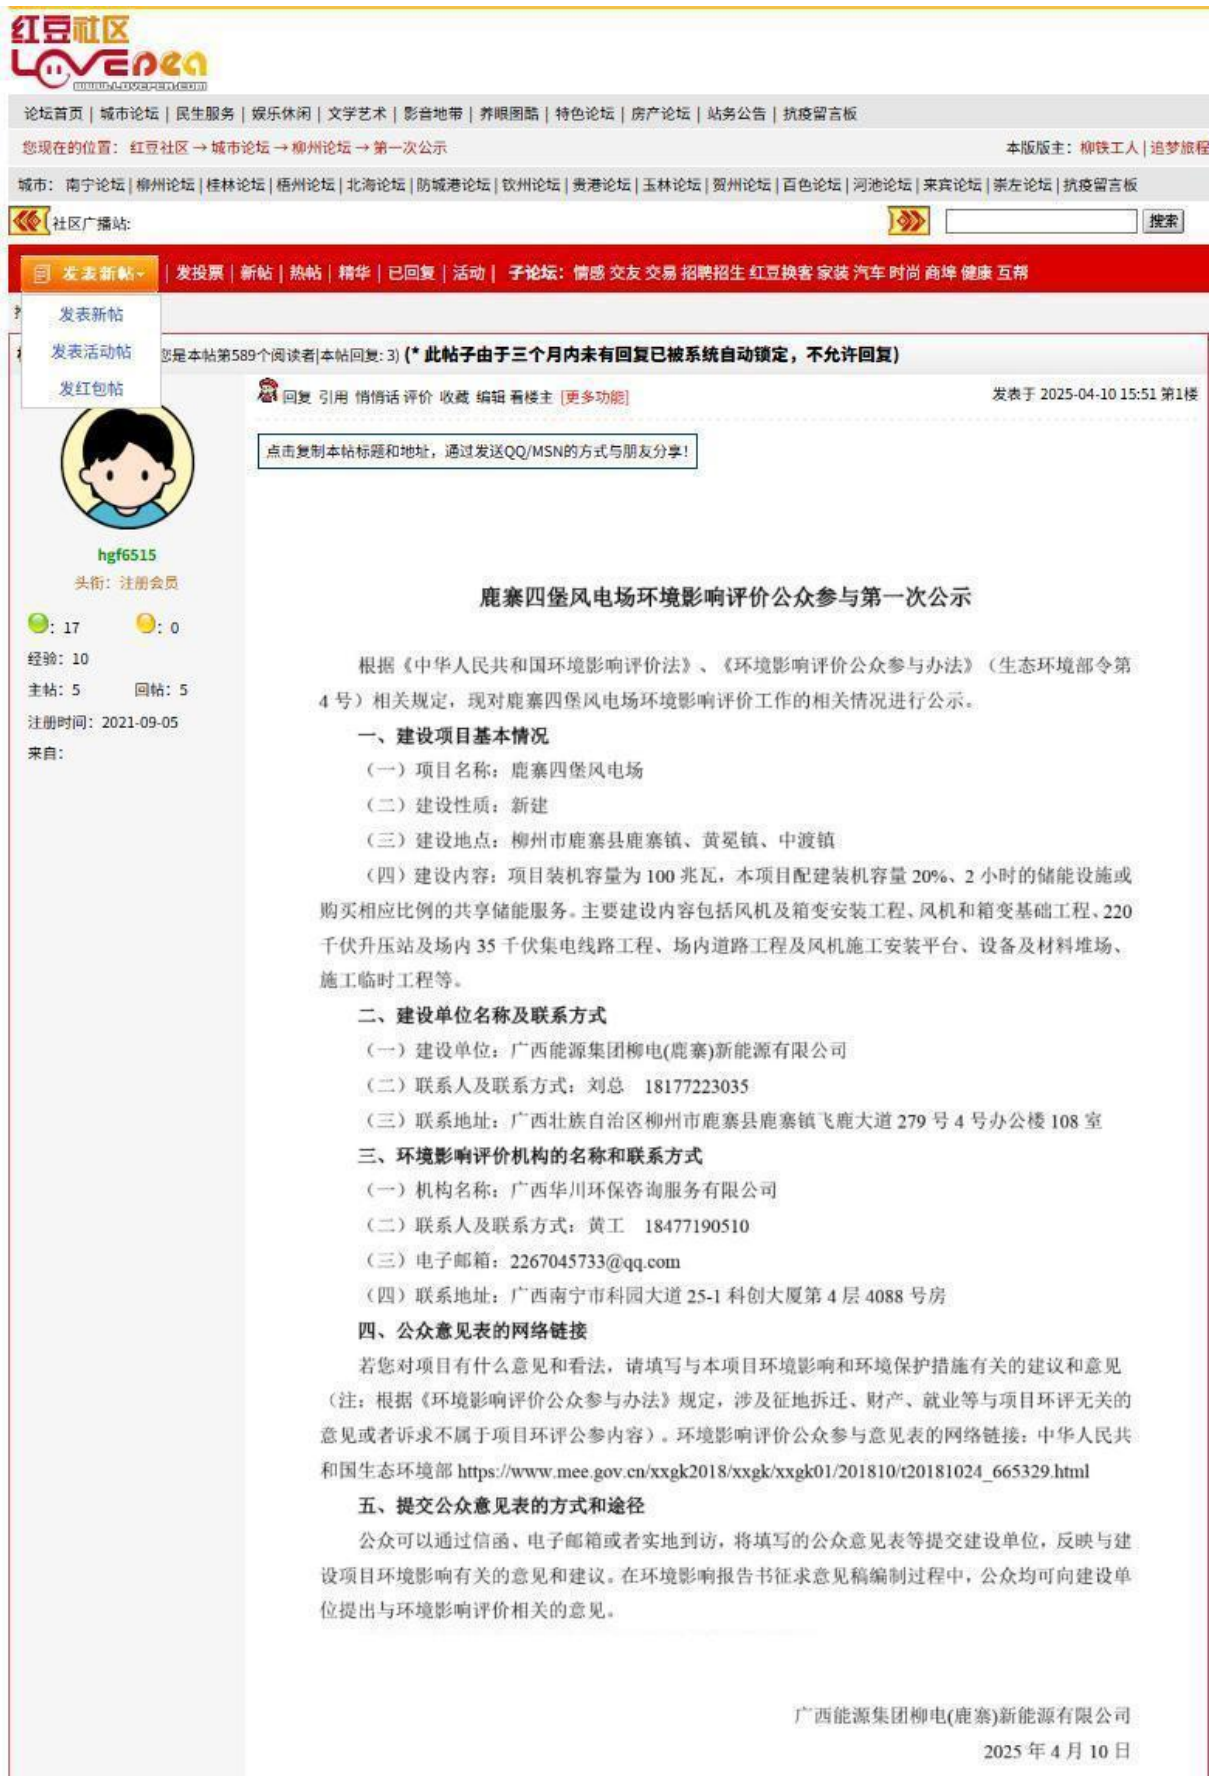 红豆社区
LOVEPEA
WWW.LOVEPEA.COM
论坛首页 | 城市论坛 | 民生服务 | 娱乐休闲 | 文学艺术 | 影音地带 | 养眼图酷 | 特色论坛 | 房产论坛 | 站务公告 | 抗疫留言板
您现在的位置： 红豆社区 → 城市论坛 → 柳州论坛 → 第一次公示 本版版主：柳铁工人 | 追梦旅程
城市： 南宁论坛 | 柳州论坛 | 桂林论坛 | 梧州论坛 | 北海论坛 | 防城港论坛 | 钦州论坛 | 贵港论坛 | 玉林论坛 | 贺州论坛 | 百色论坛 | 河池论坛 | 来宾论坛 | 崇左论坛 | 抗疫留言板
社区广播站: 搜索
发表新帖 | 发投票 | 新帖 | 热帖 | 精华 | 已回复 | 活动 | 子论坛：情感 交友 交易 招聘招生 红豆换客 家装 汽车 时尚 商埠 健康 互帮
发表新帖
发表活动帖
发红包帖
您是本帖第589个阅读者|本帖回复: 3) (* 此帖子由于三个月内未有回复已被系统自动锁定，不允许回复)
回复 引用 悄悄话 评价 收藏 编辑 看楼主 [更多功能] 发表于 2025-04-10 15:51 第1楼
点击复制本帖标题和地址，通过发送QQ/MSN的方式与朋友分享！
hgf6515
头衔：注册会员
: 17 : 0
经验：10
主帖：5 回帖：5
注册时间：2021-09-05
来自：
鹿寨四堡风电场环境影响评价公众参与第一次公示
根据《中华人民共和国环境影响评价法》、《环境影响评价公众参与办法》（生态环境部令第
4 号）相关规定，现对鹿寨四堡风电场环境影响评价工作的相关情况进行公示。
一、建设项目基本情况
（一）项目名称：鹿寨四堡风电场
（二）建设性质：新建
（三）建设地点：柳州市鹿寨县鹿寨镇、黄冕镇、中渡镇
（四）建设内容：项目装机容量为 100 兆瓦，本项目配建装机容量 20%、2 小时的储能设施或
购买相应比例的共享储能服务。主要建设内容包括风机及箱变安装工程、风机和箱变基础工程、220
千伏升压站及场内 35 千伏集电线路工程、场内道路工程及风机施工安装平台、设备及材料堆场、
施工临时工程等。
二、建设单位名称及联系方式
（一）建设单位：广西能源集团柳电(鹿寨)新能源有限公司
（二）联系人及联系方式：刘总 18177223035
（三）联系地址：广西壮族自治区柳州市鹿寨县鹿寨镇飞鹿大道 279 号 4 号办公楼 108 室
三、环境影响评价机构的名称和联系方式
（一）机构名称：广西华川环保咨询服务有限公司
（二）联系人及联系方式：黄工 18477190510
（三）电子邮箱：2267045733@qq.com
（四）联系地址：广西南宁市科园大道 25-1 科创大厦第 4 层 4088 号房
四、公众意见表的网络链接
若您对项目有什么意见和看法，请填写与本项目环境影响和环境保护措施有关的建议和意见
（注：根据《环境影响评价公众参与办法》规定，涉及征地拆迁、财产、就业等与项目环评无关的
意见或者诉求不属于项目环评公参内容）。环境影响评价公众参与意见表的网络链接：中华人民共
和国生态环境部 https://www.mee.gov.cn/xxgk2018/xxgk/xxgk01/201810/t20181024_665329.html
五、提交公众意见表的方式和途径
公众可以通过信函、电子邮箱或者实地到访，将填写的公众意见表等提交建设单位，反映与建
设项目环境影响有关的意见和建议。在环境影响报告书征求意见稿编制过程中，公众均可向建设单
位提出与环境影响评价相关的意见。
广西能源集团柳电(鹿寨)新能源有限公司
2025 年 4 月 10 日